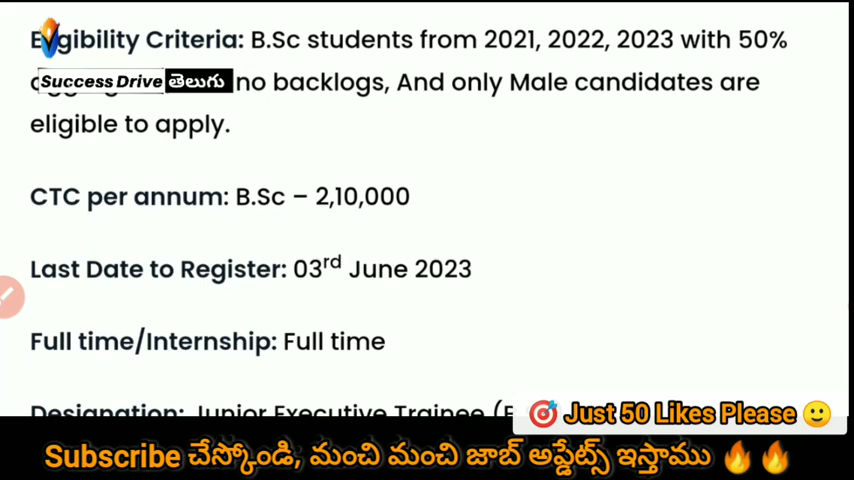 Eligibility Criteria: B.Sc students from 2021, 2022, 2023 with 50%
Success Drive తెలుగు no backlogs, And only Male candidates are
eligible to apply.
CTC per annum: B.Sc – 2,10,000
Last Date to Register: 03rd June 2023
Full time/Internship: Full time
Designation: Junior Executive Trainee
🎯 Just 50 Likes Please 🙂
Subscribe చేస్కోండి, మంచి మంచి జాబ్ అప్డేట్స్ ఇస్తాము 🔥🔥